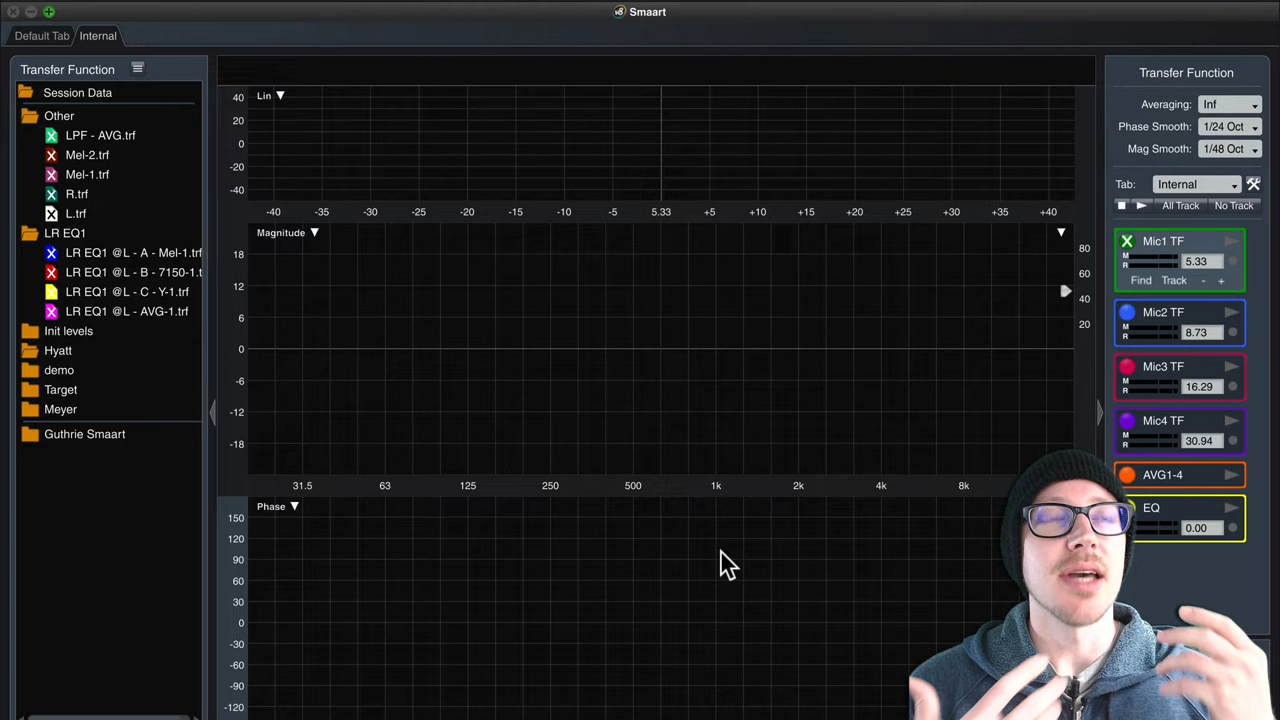 v8 Smaart
Default Tab Internal
Transfer Function
Session Data
Other
LPF - AVG.trf
Mel-2.trf
Mel-1.trf
R.trf
L.trf
LR EQ1
LR EQ1 @L - A - Mel-1.trf
LR EQ1 @L - B - 7150-1.t
LR EQ1 @L - C - Y-1.trf
LR EQ1 @L - AVG-1.trf
Init levels
Hyatt
demo
Target
Meyer
Guthrie Smaart
Lin
40
20
0
-20
-40
-40 -35 -30 -25 -20 -15 -10 -5 5.33 +5 +10 +15 +20 +25 +30 +35 +40
Magnitude
18
12
6
0
-6
-12
-18
80
60
40
20
31.5 63 125 250 500 1k 2k 4k 8k
Phase
150
120
90
60
30
0
-30
-60
-90
-120
Transfer Function
Averaging: Inf
Phase Smooth: 1/24 Oct
Mag Smooth: 1/48 Oct
Tab: Internal
All Track No Track
Mic1 TF
M
R
5.33
Find Track - +
Mic2 TF
M
R
8.73
Mic3 TF
M
R
16.29
Mic4 TF
M
R
30.94
AVG1-4
EQ
0.00